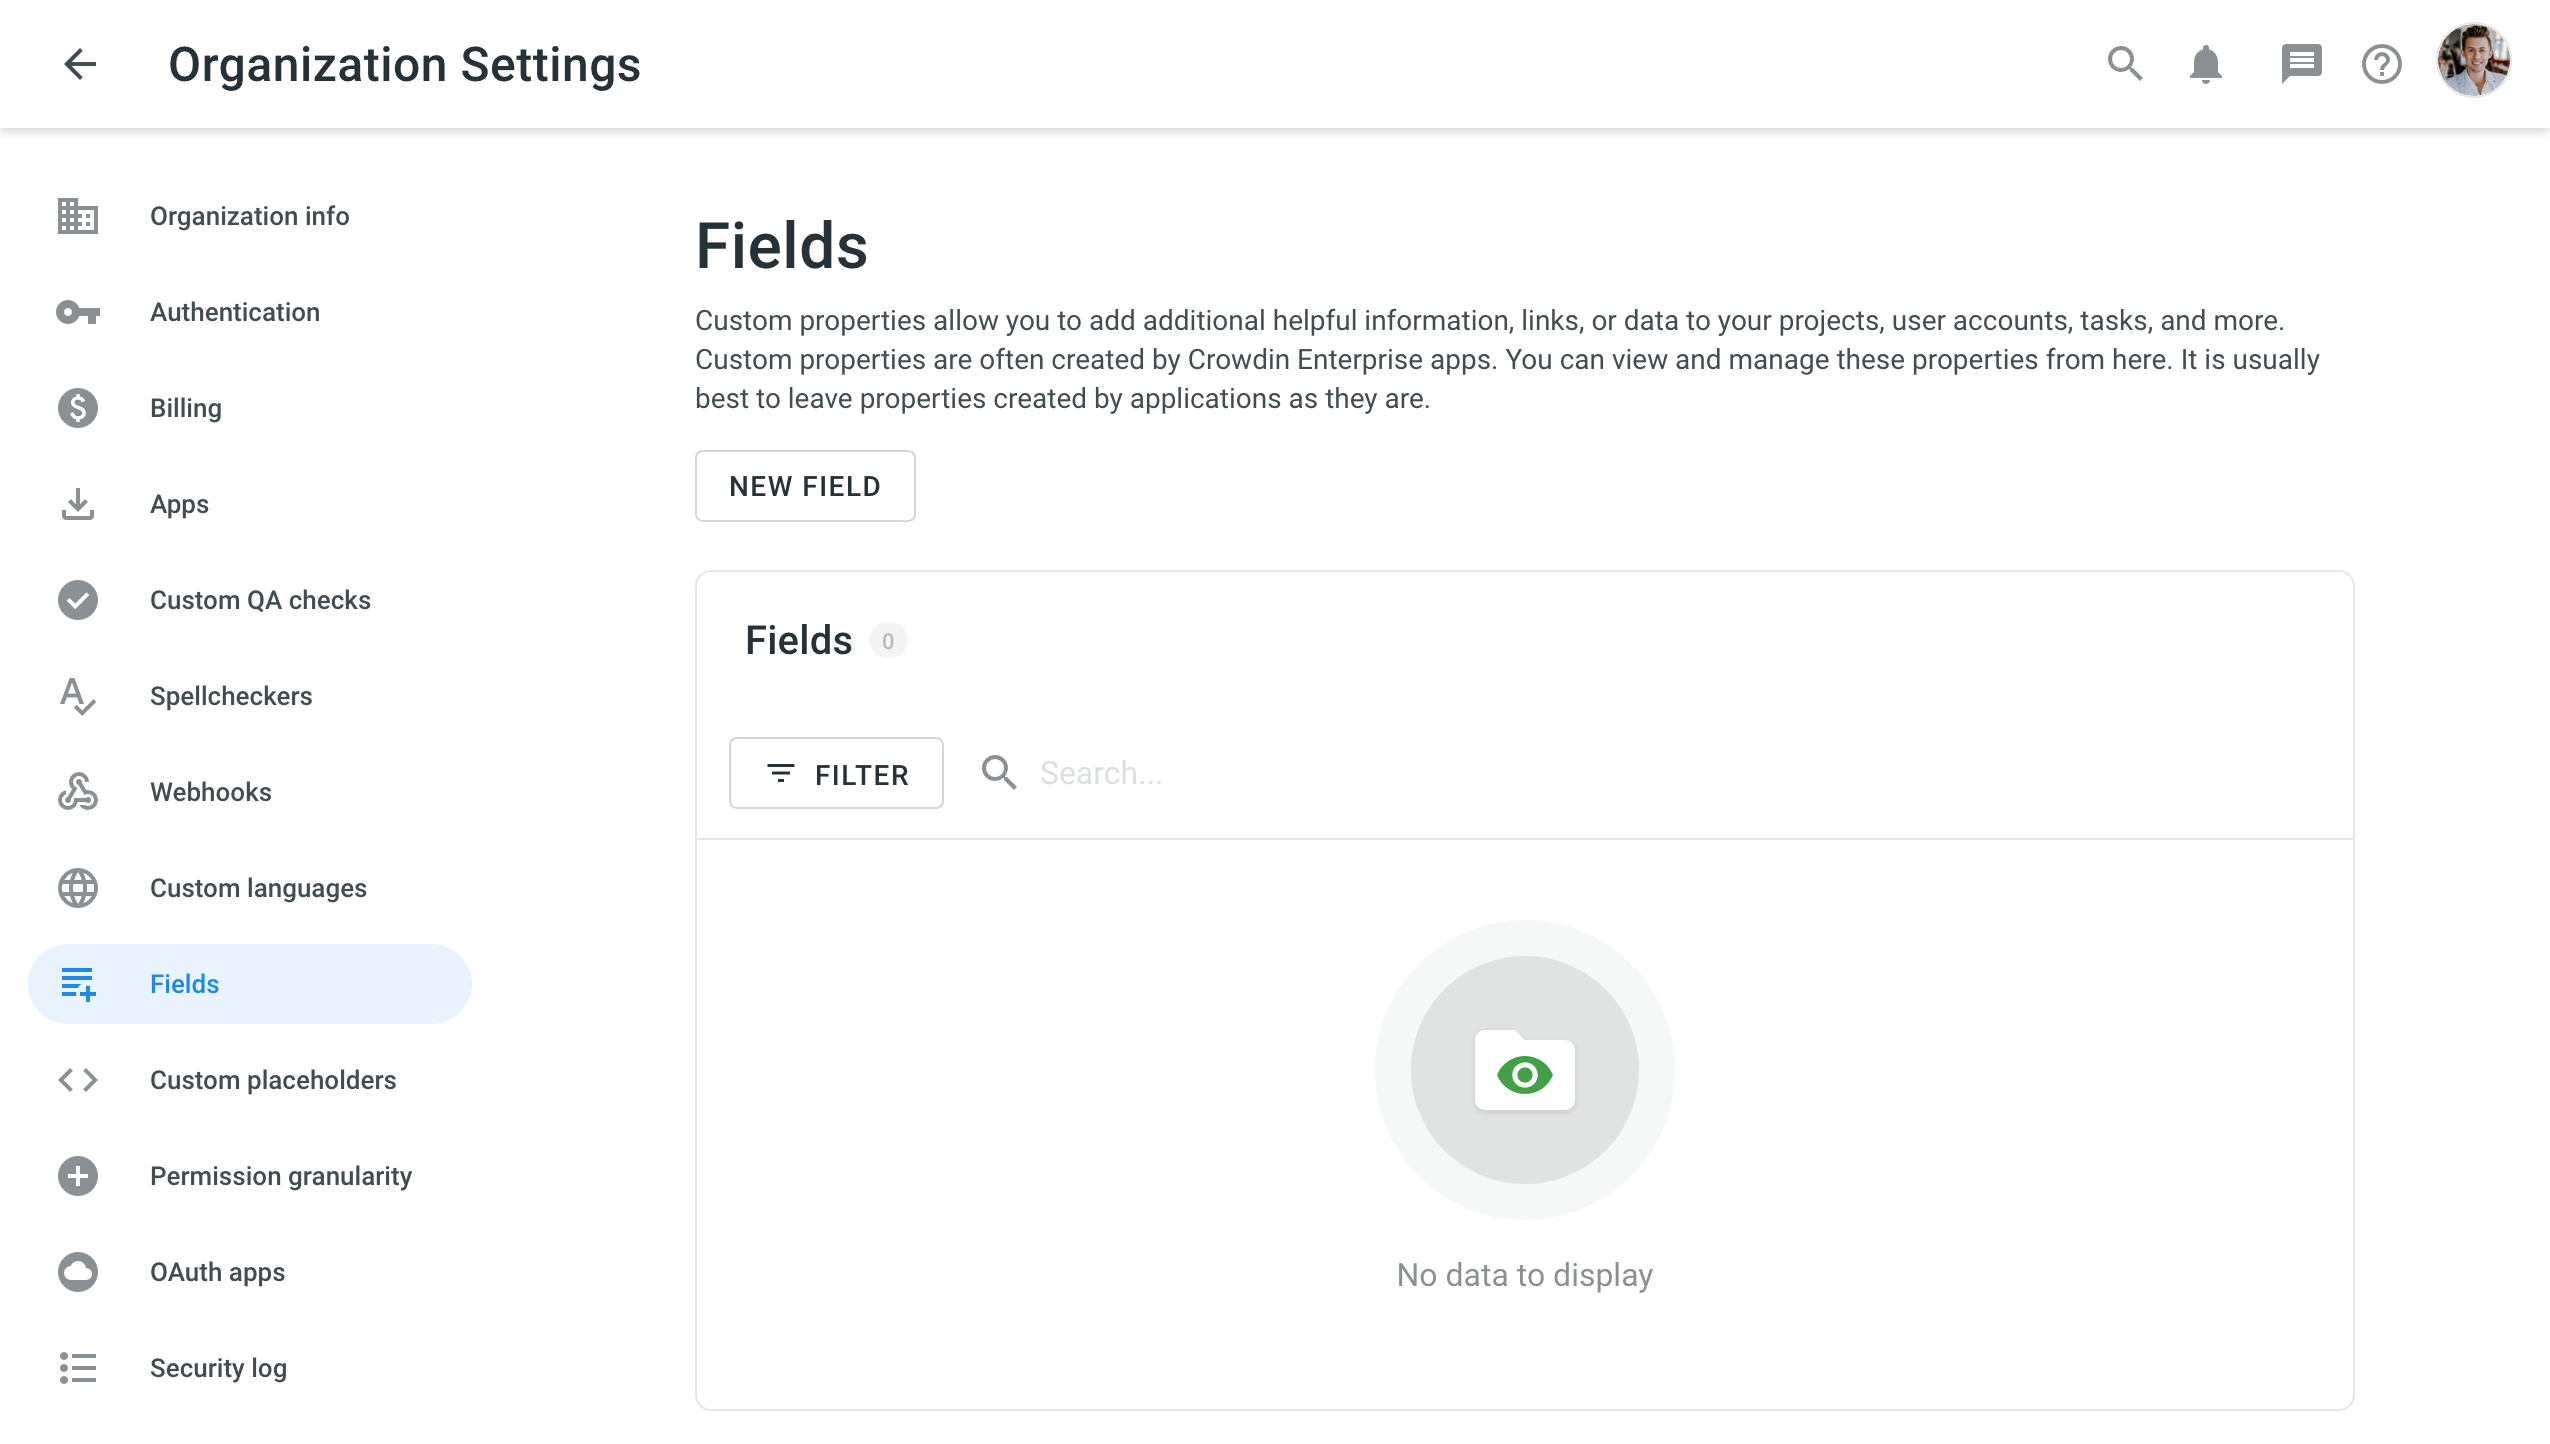 Organization Settings
Organization info
Authentication
Billing
Apps
Custom QA checks
Spellcheckers
Webhooks
Custom languages
Fields
Custom placeholders
Permission granularity
OAuth apps
Security log
Fields
Custom properties allow you to add additional helpful information, links, or data to your projects, user accounts, tasks, and more.
Custom properties are often created by Crowdin Enterprise apps. You can view and manage these properties from here. It is usually
best to leave properties created by applications as they are.
NEW FIELD
Fields 0
FILTER Search...
No data to display